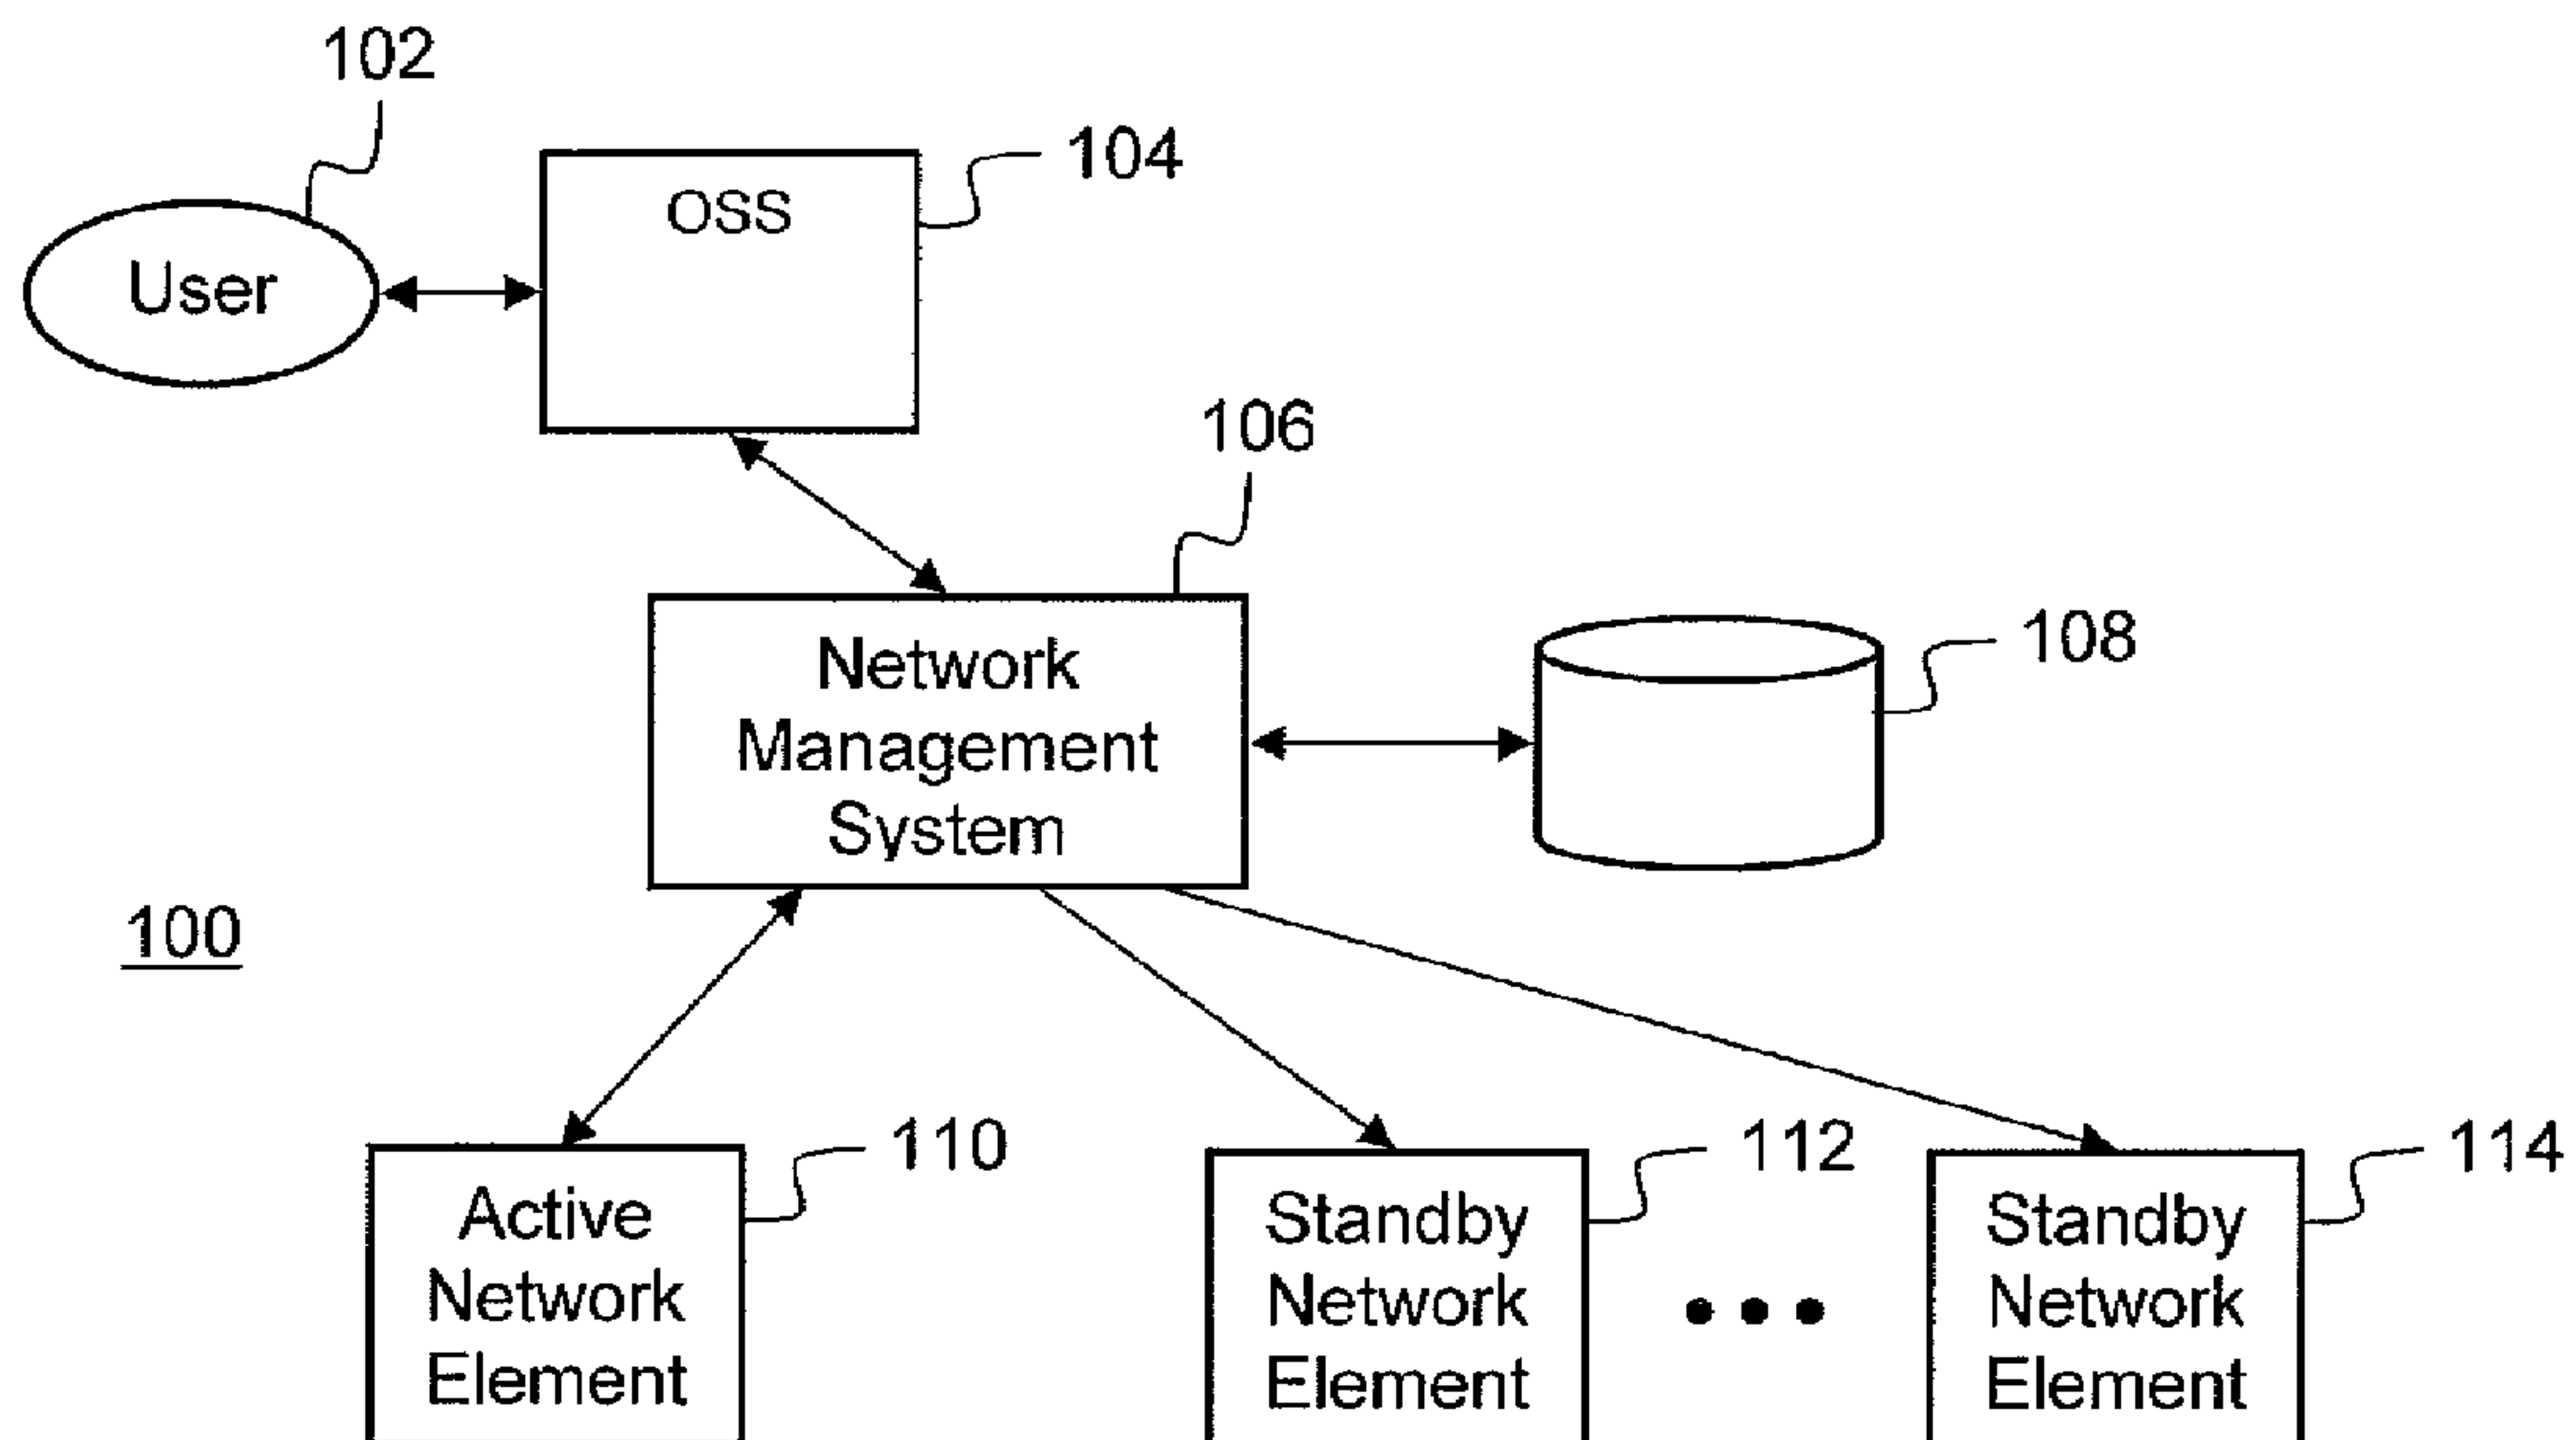 102
104
OSS
User
106
108
Network
Management
System
100
110
112
114
Active
Network
Element
Standby
Network
Element
Standby
Network
Element